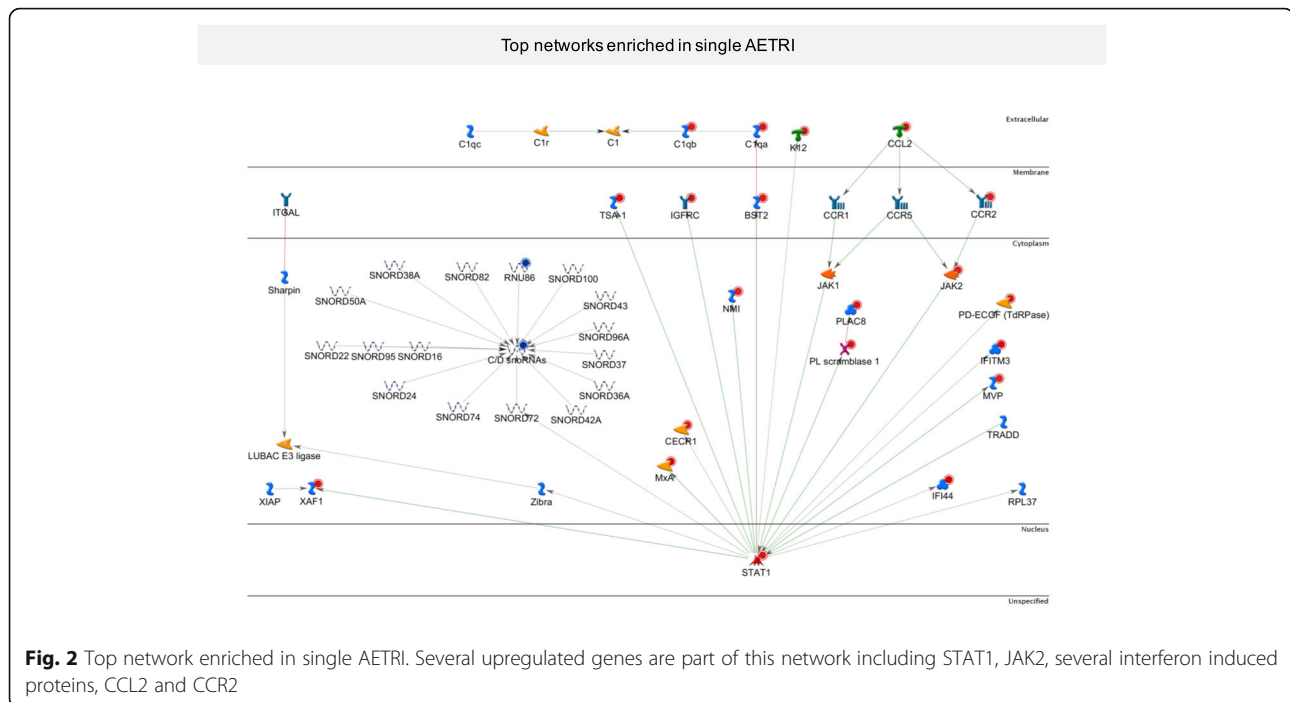 Top networks enriched in single AETRI
Extracellular
C1qc C1r C1 C1qb C1qa K12 CCL2
Membrane
ITGAL TSA-1 IGFRC BST2 CCR1 CCR5 CCR2
Cytoplasm
SNORD38A SNORD82 RNU86 SNORD100
Sharpin JAK1 JAK2
SNORD50A SNORD43 NMI PLAC8 PD-ECGF (TdRPase)
SNORD96A
SNORD22 SNORD95 SNORD16 C/D snoRNAs SNORD37 PL scramblase 1 IFITM3
SNORD24 SNORD36A MVP
SNORD74 SNORD72 SNORD42A TRADD
CECR1
LUBAC E3 ligase
MxA
XIAP XAF1 Zibra IFI44 RPL37
Nucleus
STAT1
Unspecified
Fig. 2 Top network enriched in single AETRI. Several upregulated genes are part of this network including STAT1, JAK2, several interferon induced
proteins, CCL2 and CCR2